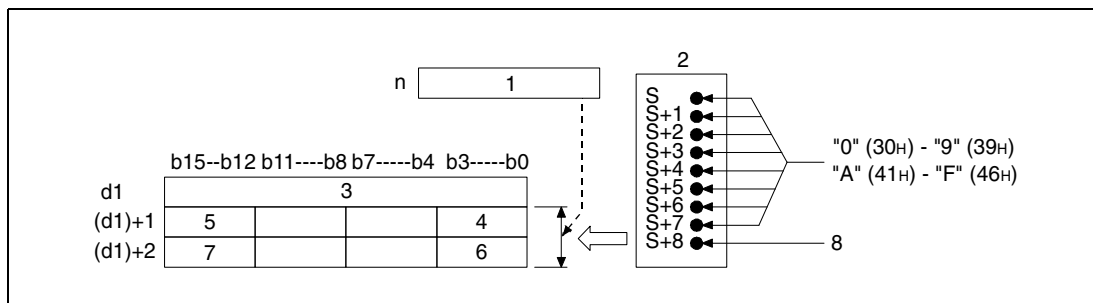 n 1
2
S
S+1
S+2
S+3
S+4
S+5
S+6
S+7
S+8
"0" (30H) - "9" (39H)
"A" (41H) - "F" (46H)
8
b15--b12 b11----b8 b7-----b4 b3-----b0
d1 3
(d1)+1 5 4
(d1)+2 7 6